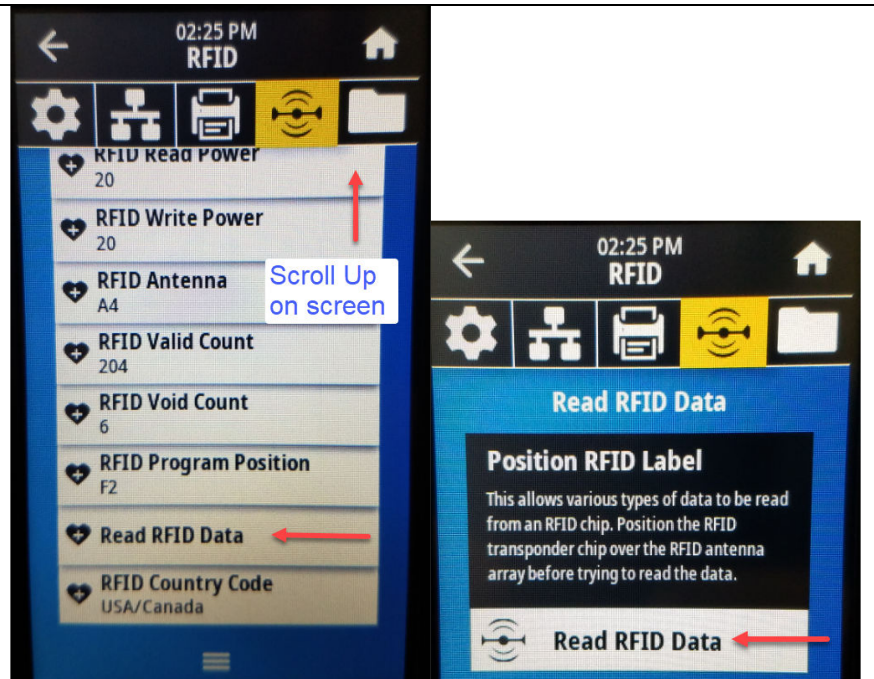 02:25 PM
RFID
RFID Read Power
20
RFID Write Power
20
RFID Antenna
A4
RFID Valid Count
204
RFID Void Count
6
RFID Program Position
F2
Read RFID Data
RFID Country Code
USA/Canada
Scroll Up
on screen
02:25 PM
RFID
Read RFID Data
Position RFID Label
This allows various types of data to be read
from an RFID chip. Position the RFID
transponder chip over the RFID antenna
array before trying to read the data.
Read RFID Data